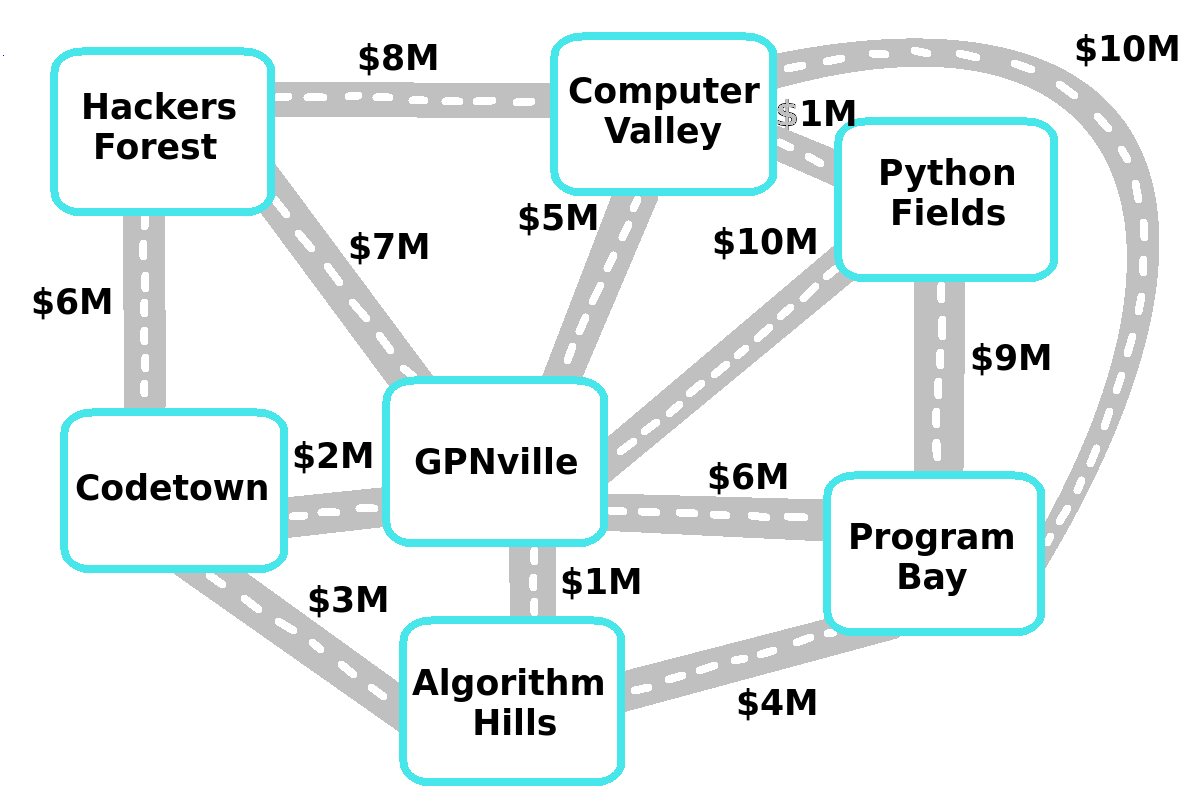 $8M
$10M
Hackers
Forest
Computer
Valley
$1M
Python
Fields
$5M
$7M
$10M
$6M
$9M
$2M
GPNville
$6M
Codetown
Program
Bay
$3M
$1M
Algorithm
Hills
$4M